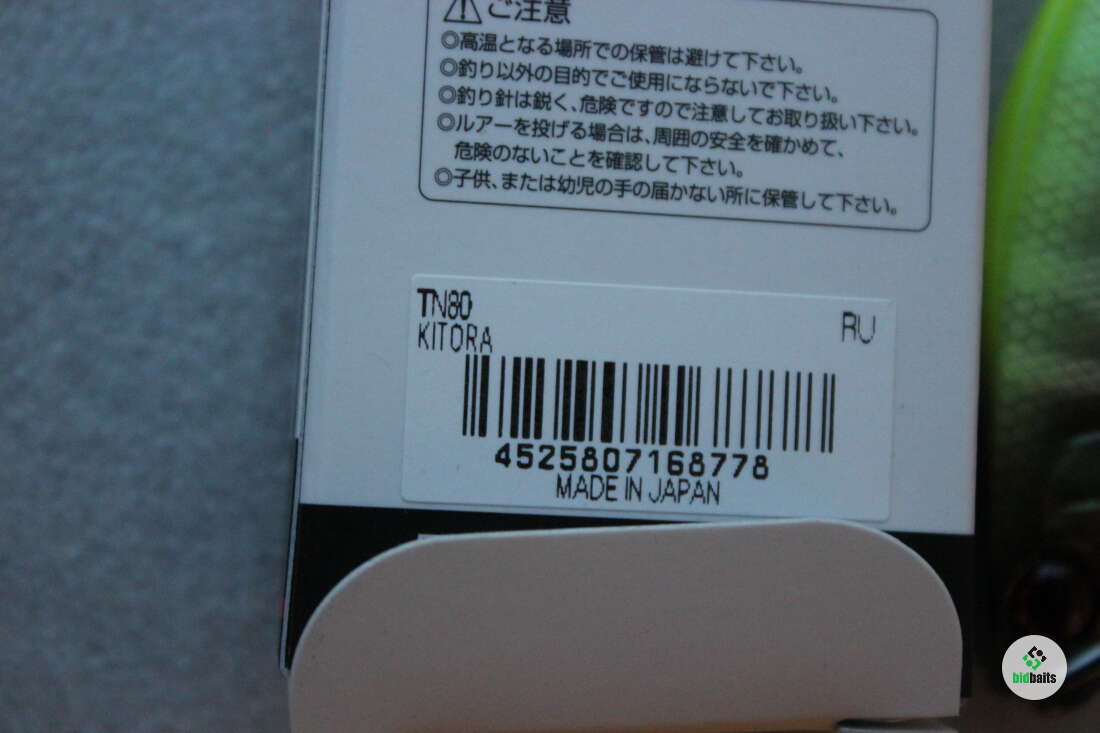 ⚠ご注意
◎高温となる場所での保管は避けて下さい。
◎釣り以外の目的でご使用にならないで下さい。
◎釣り針は鋭く、危険ですので注意してお取り扱い下さい。
◎ルアーを投げる場合は、周囲の安全を確かめて、
危険のないことを確認して下さい。
◎子供、または幼児の手の届かない所に保管して下さい。
TN80
RU
KITORA
4525807168778
MADE IN JAPAN
bidbaits